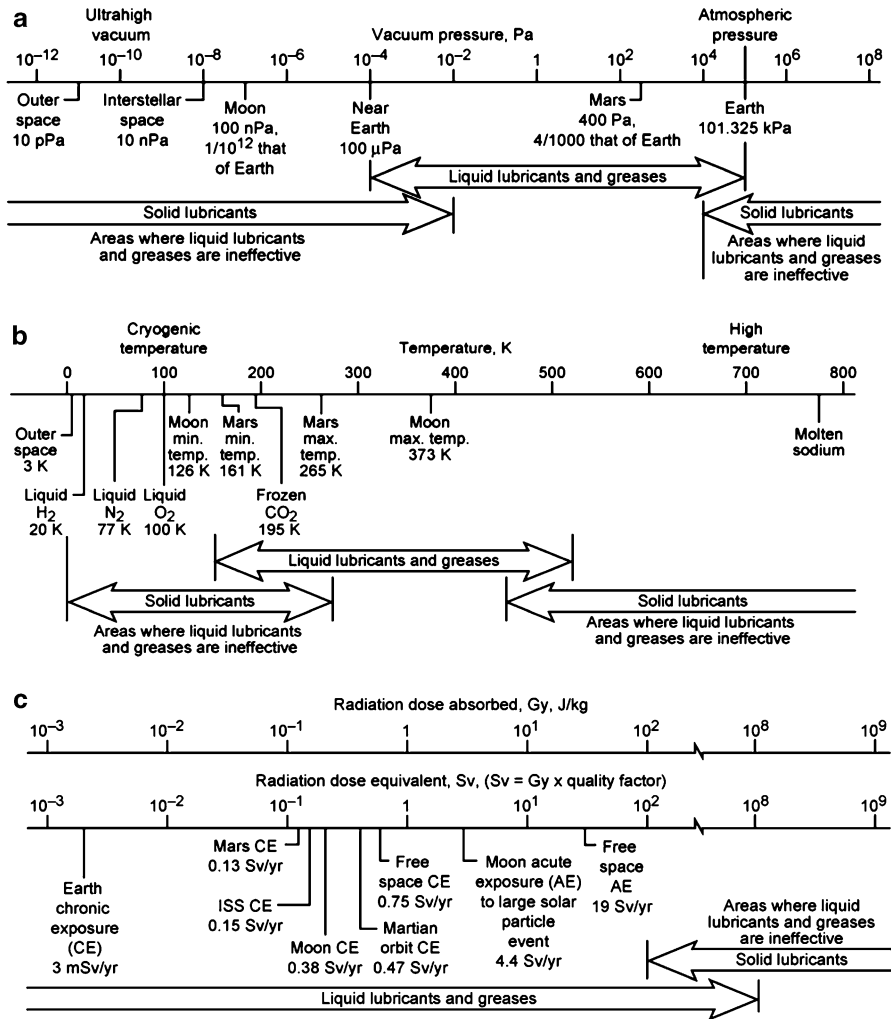 a
Ultrahigh
vacuum
Vacuum pressure, Pa
Atmospheric
pressure
10⁻¹² 10⁻¹⁰ 10⁻⁸ 10⁻⁶ 10⁻⁴ 10⁻² 1 10² 10⁴ 10⁶ 10⁸
Outer
space
10 pPa
Interstellar
space
10 nPa
Moon
100 nPa,
1/10¹² that
of Earth
Near
Earth
100 µPa
Mars
400 Pa,
4/1000 that of Earth
Earth
101.325 kPa
Liquid lubricants and greases
Solid lubricants
Areas where liquid lubricants
and greases are ineffective
Solid lubricants
Areas where liquid
lubricants and greases
are ineffective
b
Cryogenic
temperature
Temperature, K
High
temperature
0 100 200 300 400 500 600 700 800
Outer
space
3 K
Moon
min.
temp.
126 K
Mars
min.
temp.
161 K
Mars
max.
temp.
265 K
Moon
max. temp.
373 K
Molten
sodium
Liquid
H₂
20 K
Liquid
N₂
77 K
Liquid
O₂
100 K
Frozen
CO₂
195 K
Liquid lubricants and greases
Solid lubricants
Areas where liquid lubricants
and greases are ineffective
Solid lubricants
Areas where liquid lubricants
and greases are ineffective
c
Radiation dose absorbed, Gy, J/kg
10⁻³ 10⁻² 10⁻¹ 1 10¹ 10² 10⁸ 10⁹
Radiation dose equivalent, Sv, (Sv = Gy x quality factor)
10⁻³ 10⁻² 10⁻¹ 1 10¹ 10² 10⁸ 10⁹
Earth
chronic
exposure
(CE)
3 mSv/yr
Mars CE
0.13 Sv/yr
ISS CE
0.15 Sv/yr
Moon CE
0.38 Sv/yr
Free
space CE
0.75 Sv/yr
Martian
orbit CE
0.47 Sv/yr
Moon acute
exposure (AE)
to large solar
particle
event
4.4 Sv/yr
Free
space
AE
19 Sv/yr
Areas where liquid
lubricants and greases
are ineffective
Solid lubricants
Liquid lubricants and greases